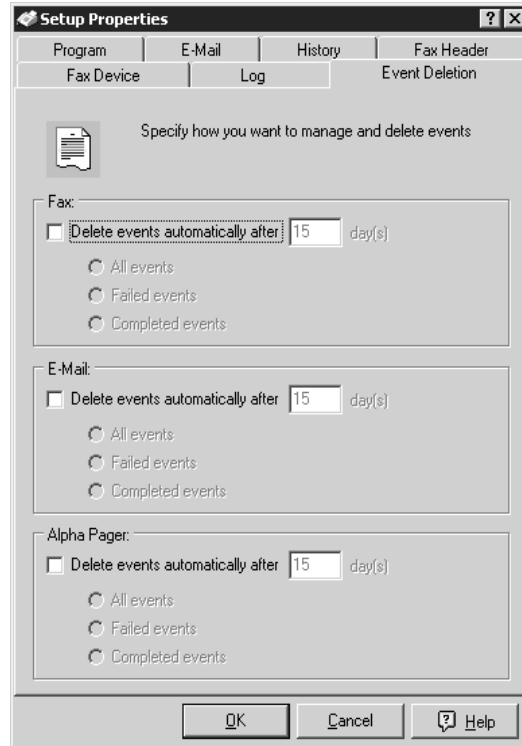 Setup Properties
Program E-Mail History Fax Header
Fax Device Log Event Deletion
Specify how you want to manage and delete events
Fax:
Delete events automatically after 15 day(s)
All events
Failed events
Completed events
E-Mail:
Delete events automatically after 15 day(s)
All events
Failed events
Completed events
Alpha Pager:
Delete events automatically after 15 day(s)
All events
Failed events
Completed events
OK Cancel Help